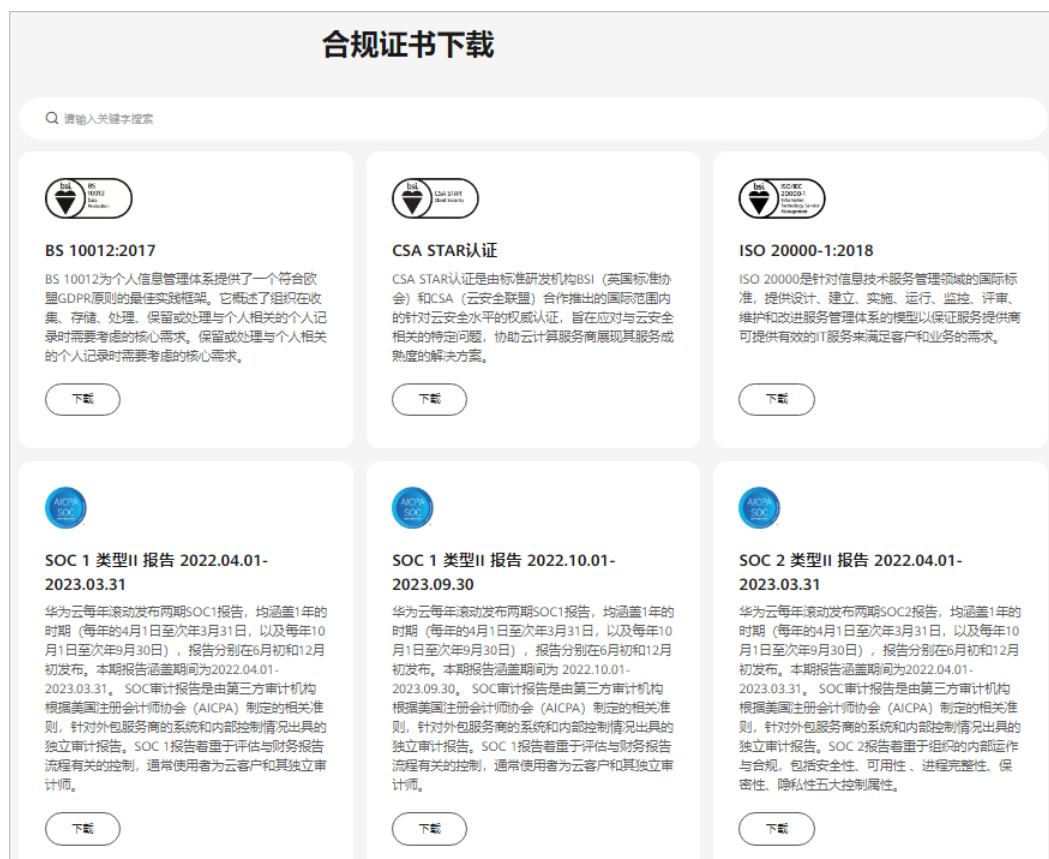 合规证书下载
请输入关键字搜索
bsi.
BS
10012
Data
Protection
BS 10012:2017
BS 10012为个人信息管理体系提供了一个符合欧
盟GDPR原则的最佳实践框架。它概述了组织在收
集、存储、处理、保留或处理与个人相关的个人记
录时需要考虑的核心需求。保留或处理与个人相关
的个人记录时需要考虑的核心需求。
下载
bsi.
CSA STAR
Cloud Security
CSA STAR认证
CSA STAR认证是由标准研发机构BSI（英国标准协
会）和CSA（云安全联盟）合作推出的国际范围内
的针对云安全水平的权威认证，旨在应对与云安全
相关的特定问题，协助云计算服务商展现其服务成
熟度的解决方案。
下载
bsi.
ISO/IEC
20000-1
Information
Technology Service
Management
ISO 20000-1:2018
ISO 20000是针对信息技术服务管理领域的国际标
准，提供设计、建立、实施、运行、监控、评审、
维护和改进服务管理体系的模型以保证服务提供商
可提供有效的IT服务来满足客户和业务的需求。
下载
AICPA
SOC
SOC 1 类型II 报告 2022.04.01-
2023.03.31
华为云每年滚动发布两期SOC1报告，均涵盖1年的
时期（每年的4月1日至次年3月31日，以及每年10
月1日至次年9月30日），报告分别在6月初和12月
初发布。本期报告涵盖期间为2022.04.01-
2023.03.31。 SOC审计报告是由第三方审计机构
根据美国注册会计师协会（AICPA）制定的相关准
则，针对外包服务商的系统和内部控制情况出具的
独立审计报告。SOC 1报告着重于评估与财务报告
流程有关的控制，通常使用者为云客户和其独立审
计师。
下载
AICPA
SOC
SOC 1 类型II 报告 2022.10.01-
2023.09.30
华为云每年滚动发布两期SOC1报告，均涵盖1年的
时期（每年的4月1日至次年3月31日，以及每年10
月1日至次年9月30日），报告分别在6月初和12月
初发布。本期报告涵盖期间为 2022.10.01-
2023.09.30。 SOC审计报告是由第三方审计机构
根据美国注册会计师协会（AICPA）制定的相关准
则，针对外包服务商的系统和内部控制情况出具的
独立审计报告。SOC 1报告着重于评估与财务报告
流程有关的控制，通常使用者为云客户和其独立审
计师。
下载
AICPA
SOC
SOC 2 类型II 报告 2022.04.01-
2023.03.31
华为云每年滚动发布两期SOC2报告，均涵盖1年的
时期（每年的4月1日至次年3月31日，以及每年10
月1日至次年9月30日），报告分别在6月初和12月
初发布。本期报告涵盖期间为2022.04.01-
2023.03.31。 SOC审计报告是由第三方审计机构
根据美国注册会计师协会（AICPA）制定的相关准
则，针对外包服务商的系统和内部控制情况出具的
独立审计报告。SOC 2报告着重于组织的内部运作
与合规，包括安全性、可用性 、进程完整性、保
密性、隐私性五大控制属性。
下载